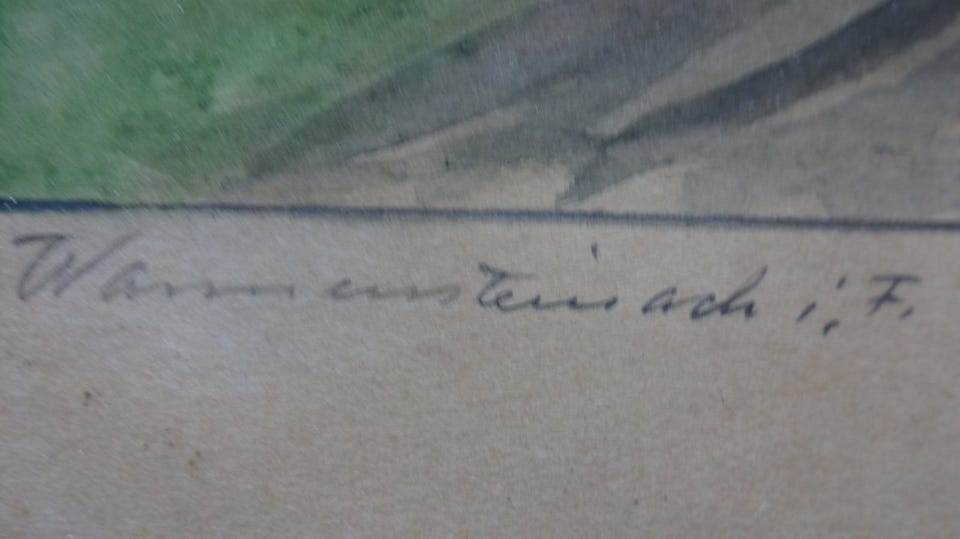 Warmensteinach i. F.